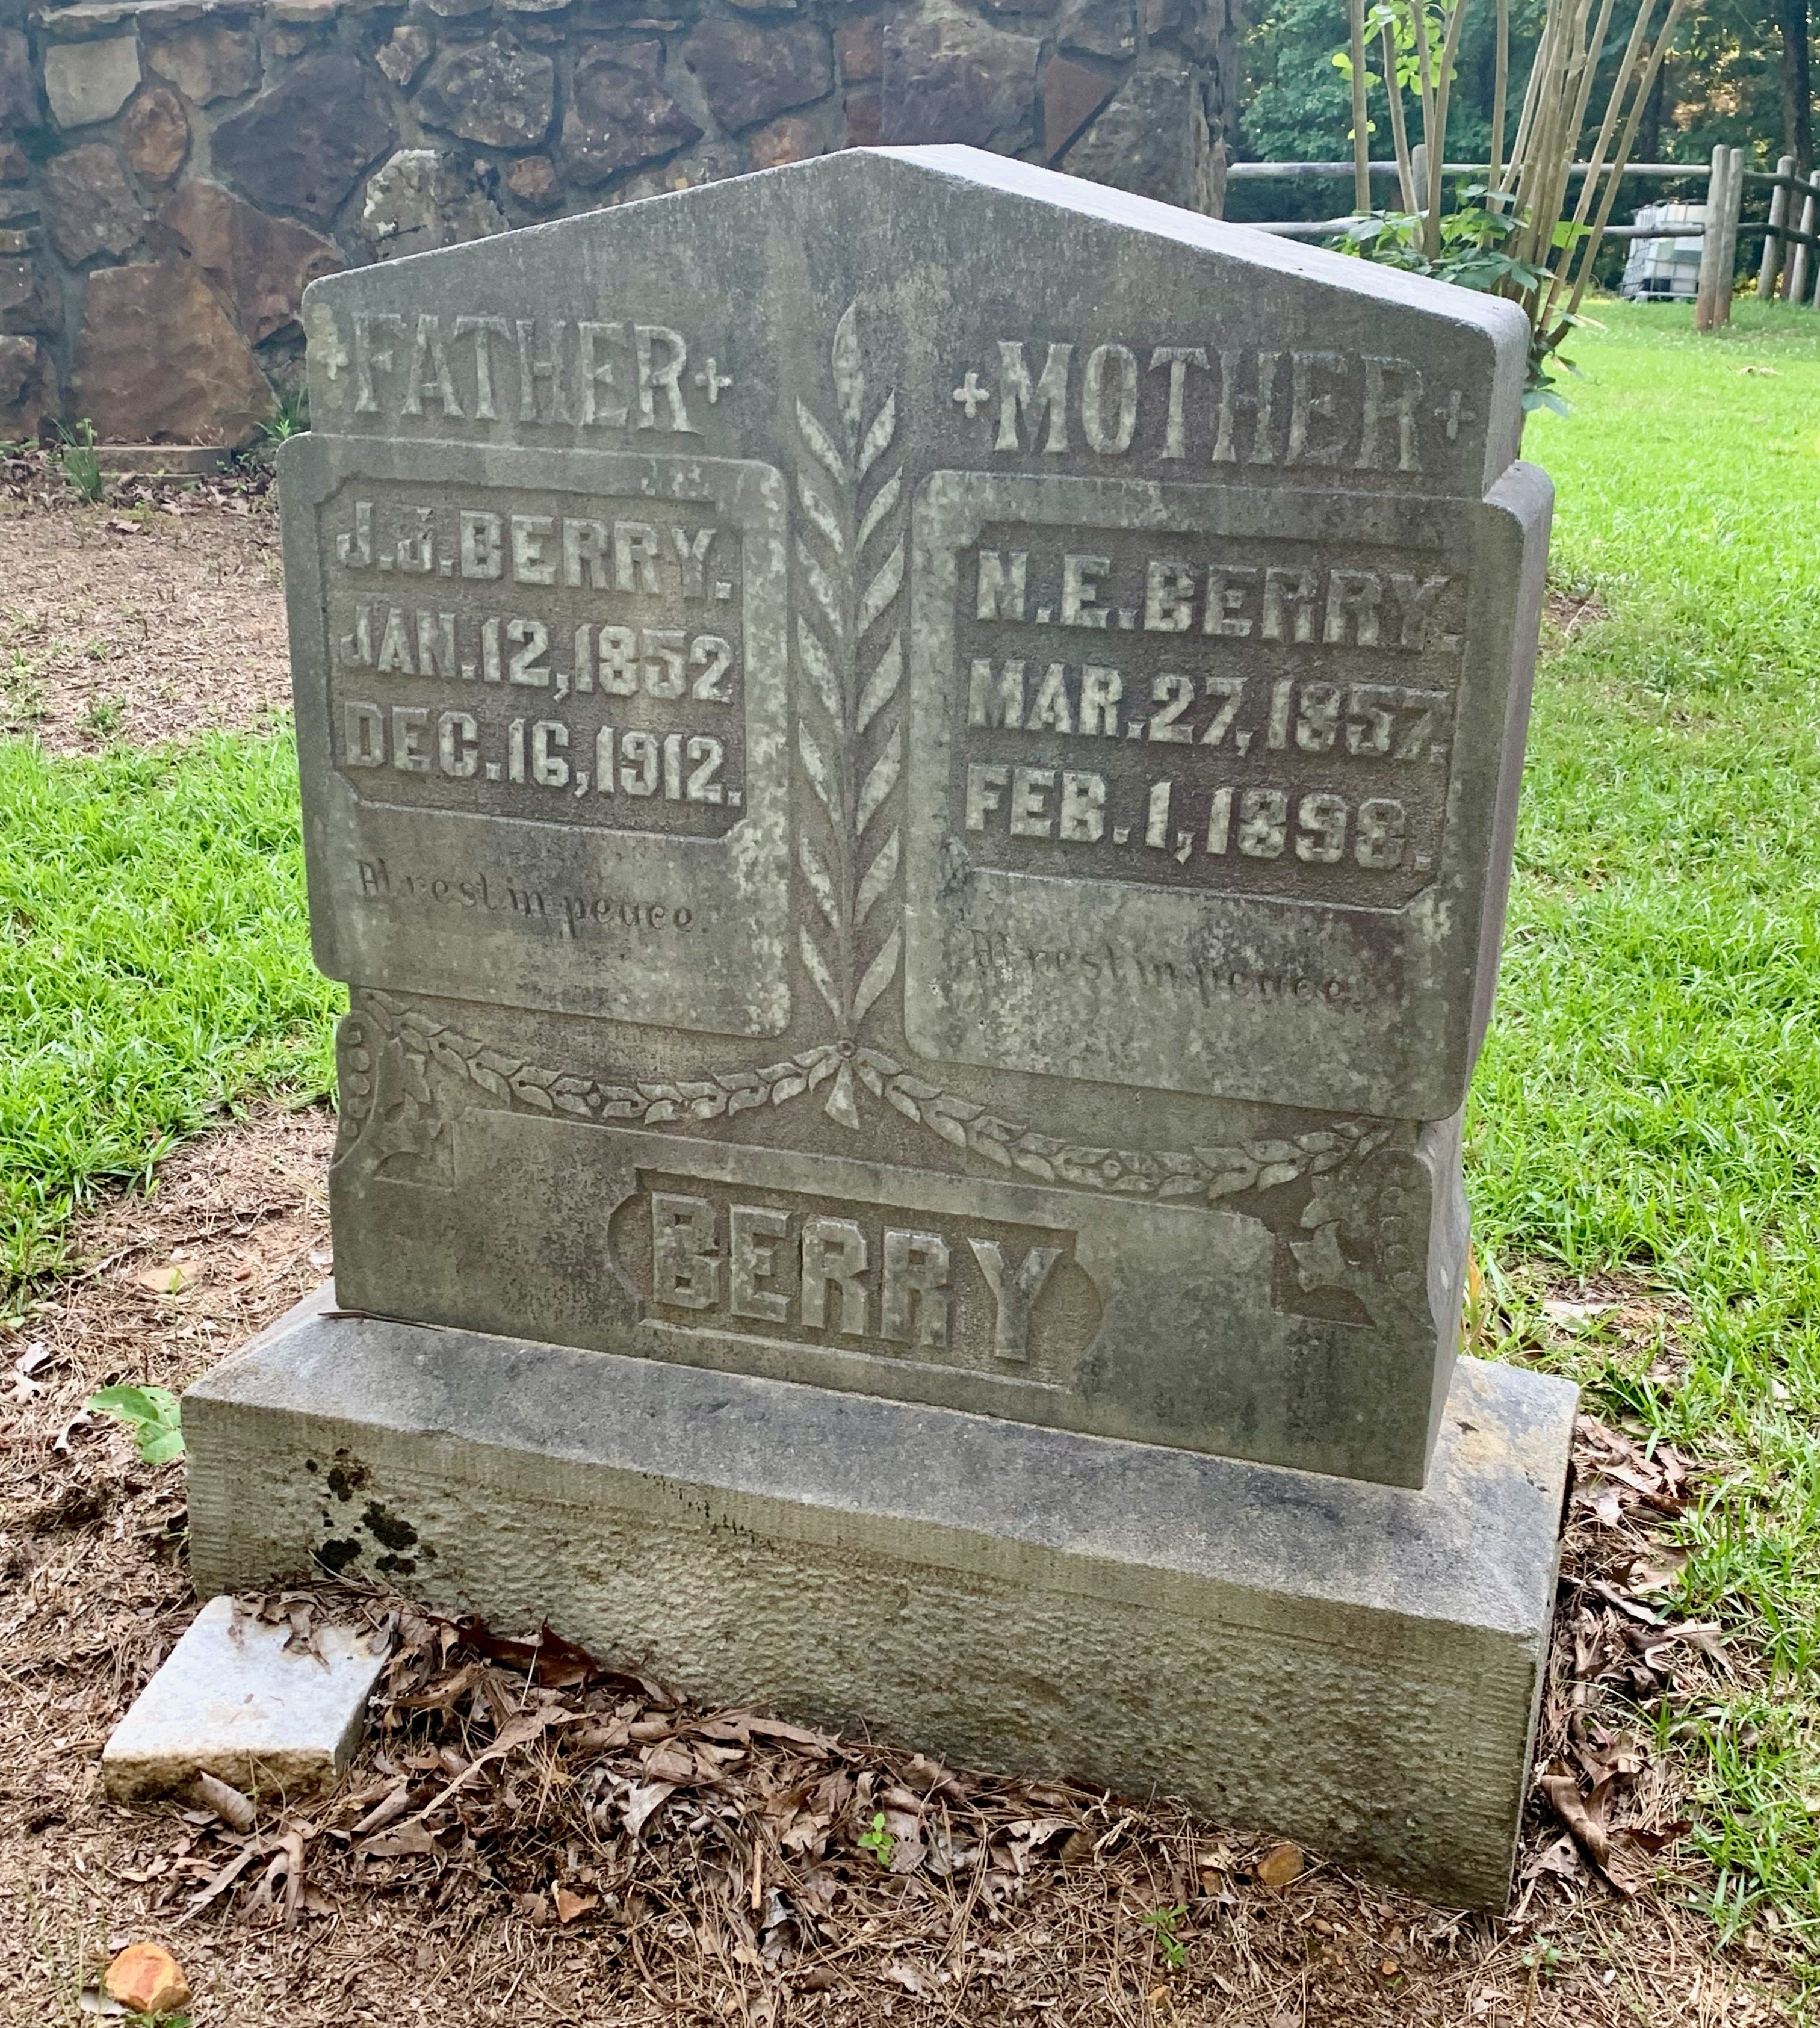 +FATHER+
J.J.BERRY.
JAN.12,1852
DEC.16,1912.
At rest in peace.
+MOTHER+
N.E.BERRY.
MAR.27,1857.
FEB.1,1898.
At rest in peace.
BERRY